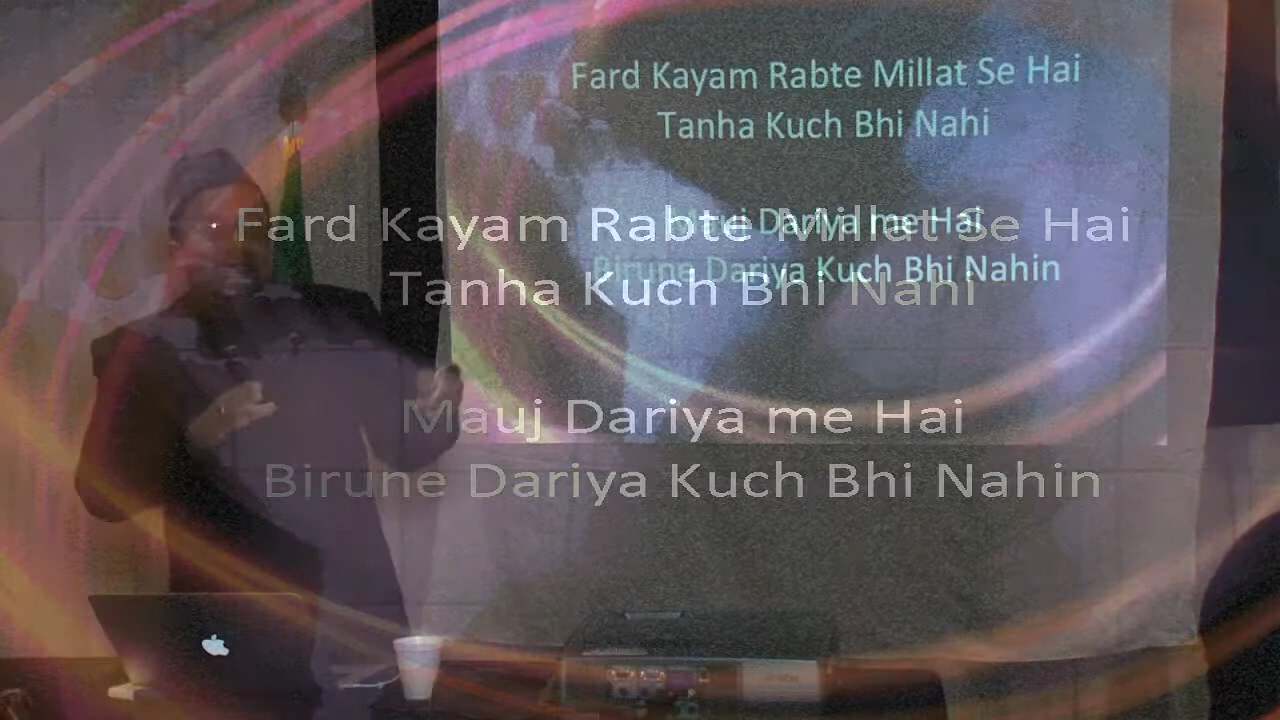 Fard Kayam Rabte Millat Se Hai
Tanha Kuch Bhi Nahi
Mauj Dariya me Hai
Birune Dariya Kuch Bhi Nahin
Fard Kayam Rabte Millat Se Hai
Tanha Kuch Bhi Nahi
Mauj Dariya me Hai
Birune Dariya Kuch Bhi Nahin